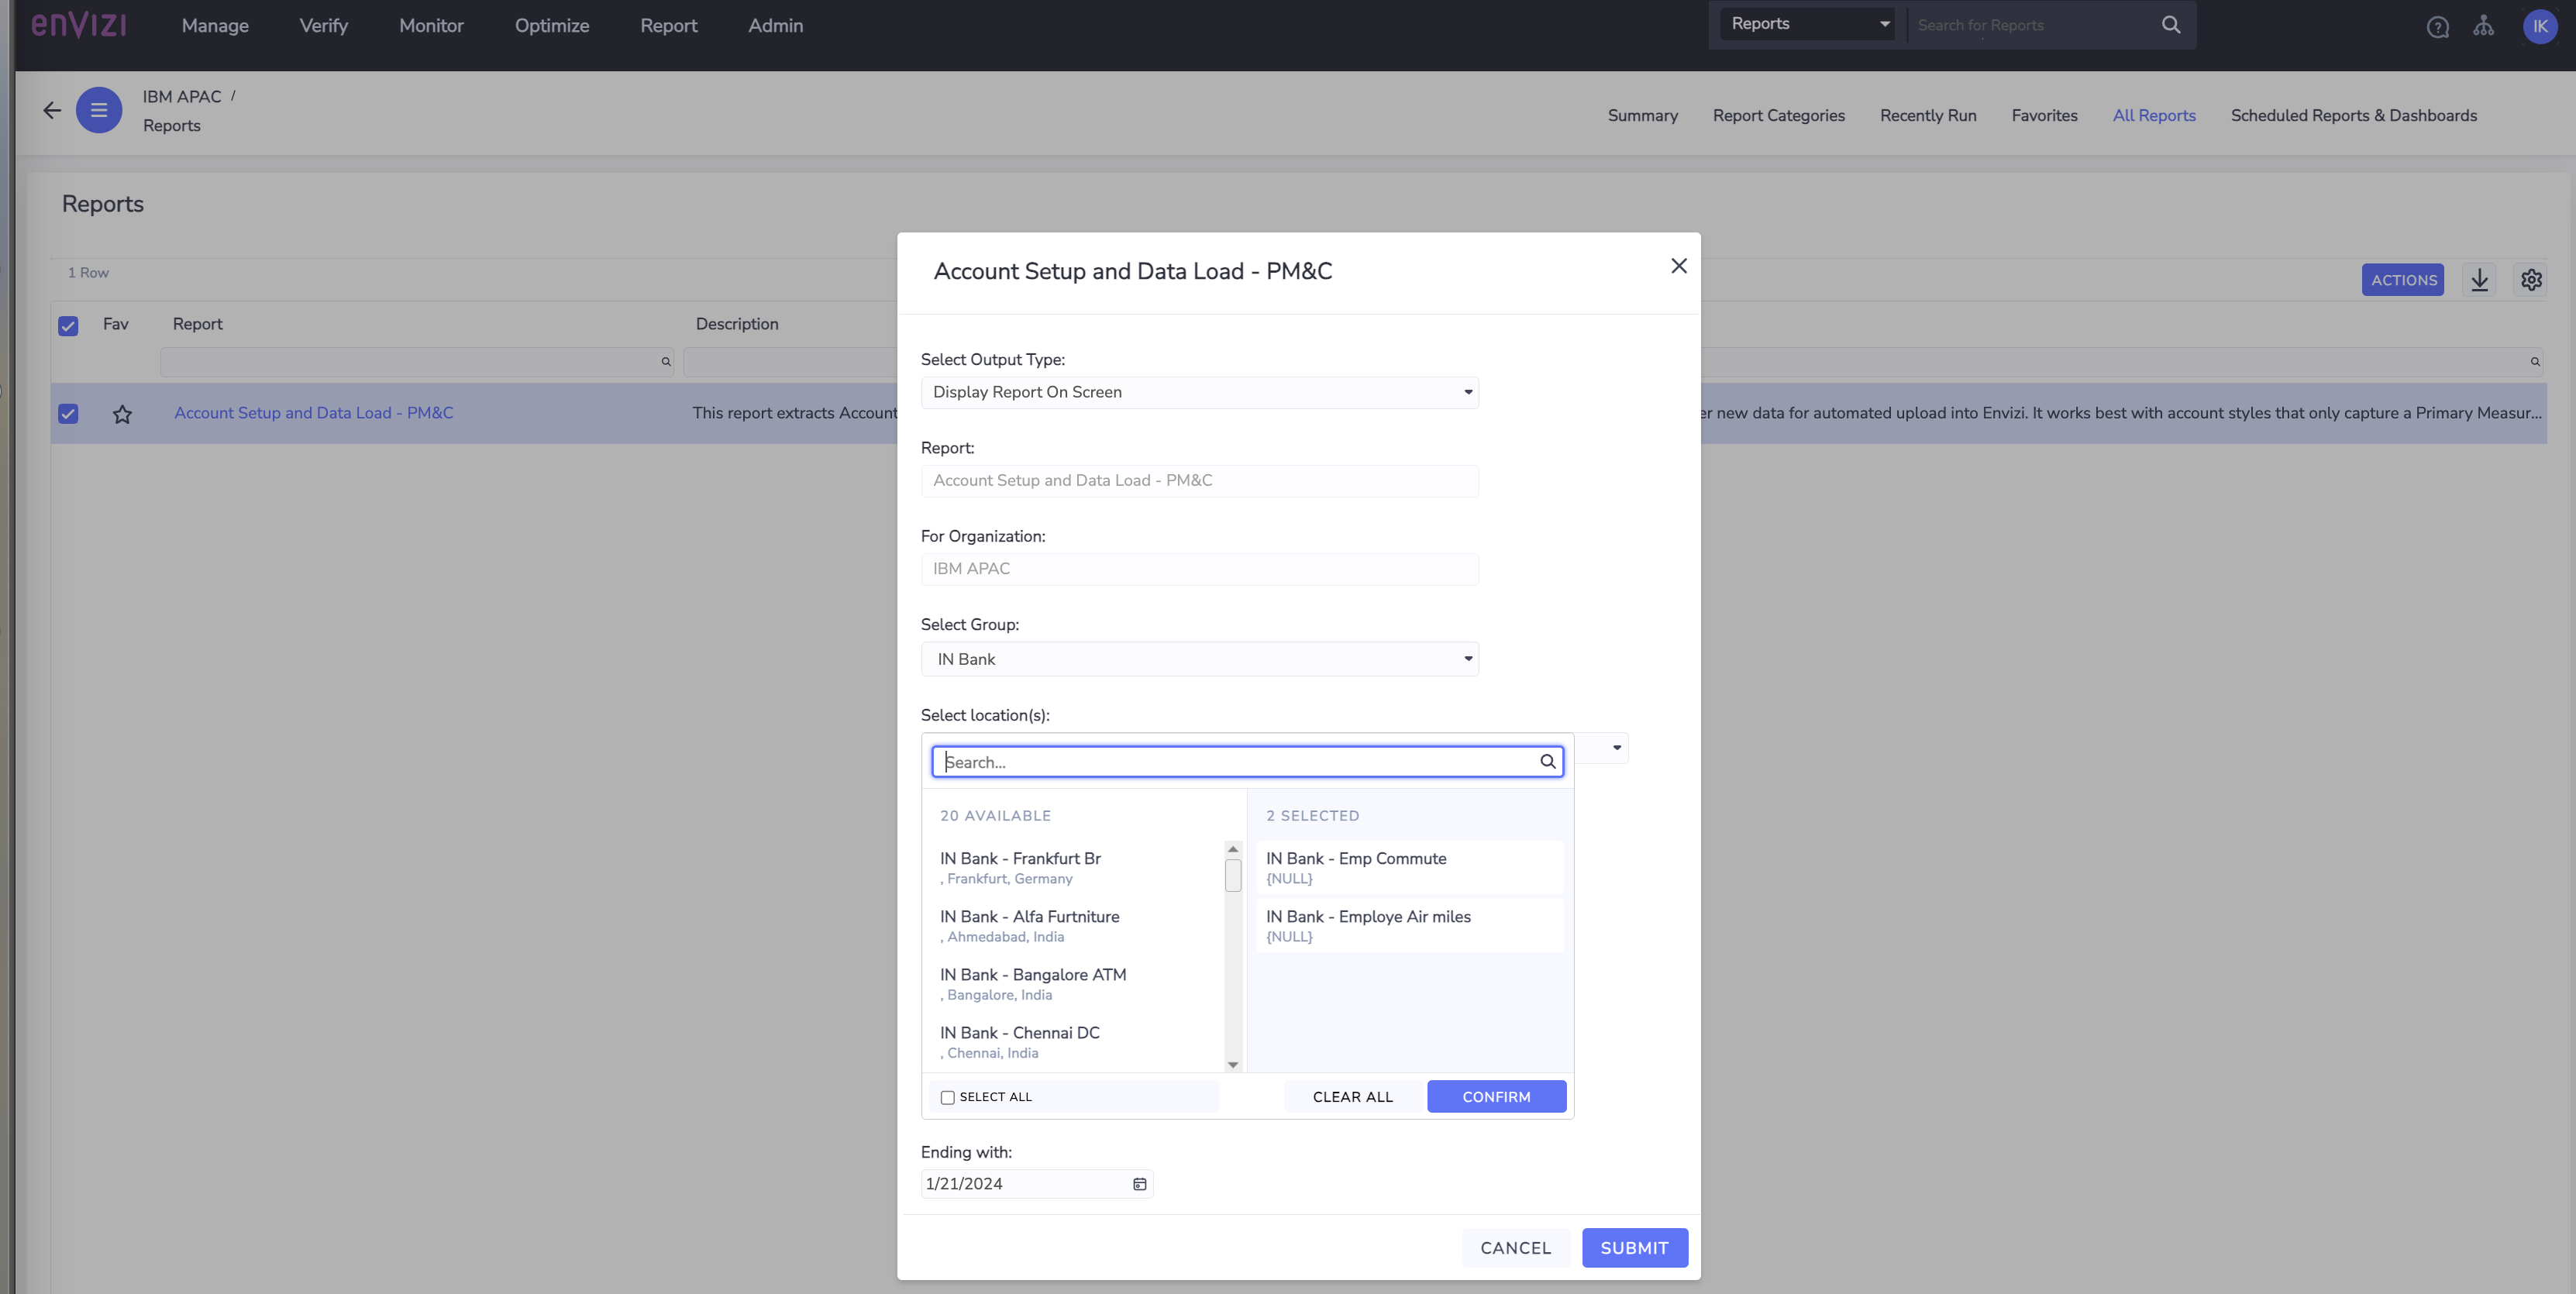 enVIZI Manage Verify Monitor Optimize Report Admin Reports Search for Reports IK
IBM APAC /
Reports
Summary Report Categories Recently Run Favorites All Reports Scheduled Reports & Dashboards
Reports
1 Row
ACTIONS
Fav Report Description
Account Setup and Data Load - PM&C This report extracts Account er new data for automated upload into Envizi. It works best with account styles that only capture a Primary Measur...
Account Setup and Data Load - PM&C
Select Output Type:
Display Report On Screen
Report:
Account Setup and Data Load - PM&C
For Organization:
IBM APAC
Select Group:
IN Bank
Select location(s):
Search...
20 AVAILABLE
IN Bank - Frankfurt Br
, Frankfurt, Germany
IN Bank - Alfa Furtniture
, Ahmedabad, India
IN Bank - Bangalore ATM
, Bangalore, India
IN Bank - Chennai DC
, Chennai, India
2 SELECTED
IN Bank - Emp Commute
{NULL}
IN Bank - Employe Air miles
{NULL}
SELECT ALL CLEAR ALL CONFIRM
Ending with:
1/21/2024
CANCEL SUBMIT